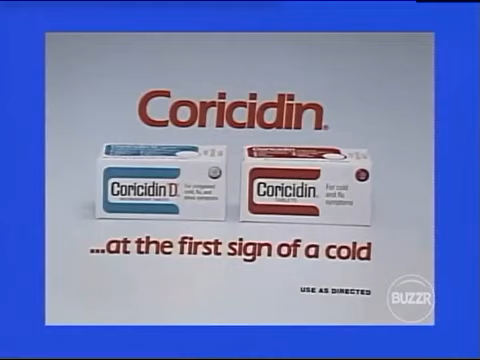 Coricidin®
Coricidin 'D'
For congested cold, flu and sinus symptoms
Coricidin®
TABLETS
For cold
and flu
symptoms
...at the first sign of a cold
USE AS DIRECTED
BUZZR